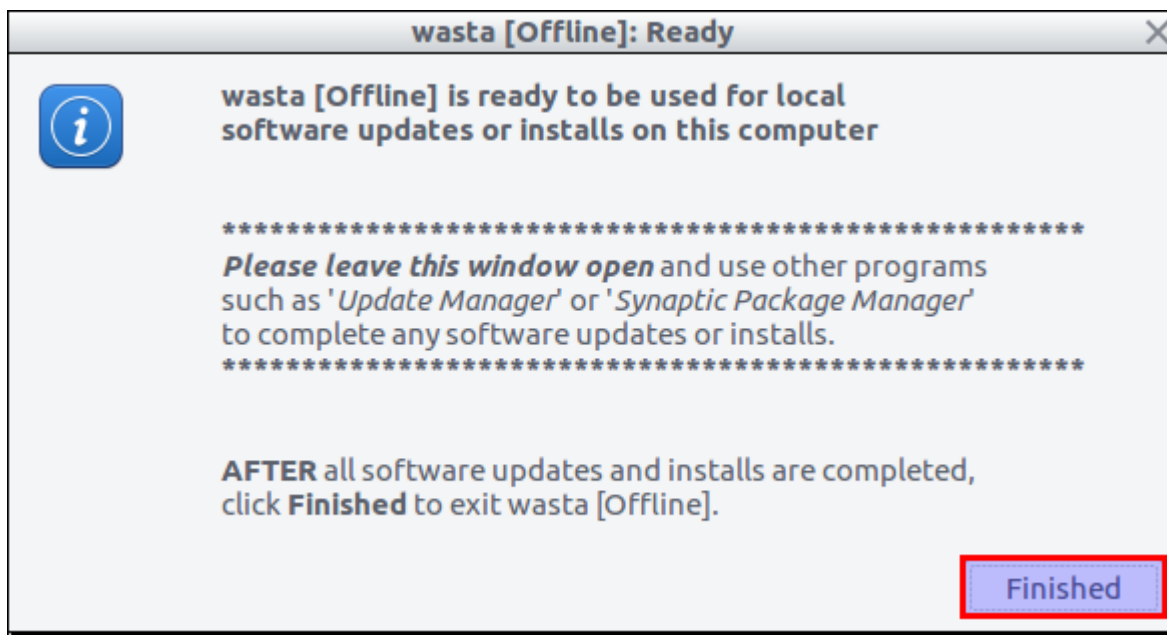 wasta [Offline]: Ready
wasta [Offline] is ready to be used for local
software updates or installs on this computer
******************************************************
Please leave this window open and use other programs
such as 'Update Manager' or 'Synaptic Package Manager'
to complete any software updates or installs.
******************************************************
AFTER all software updates and installs are completed,
click Finished to exit wasta [Offline].
Finished